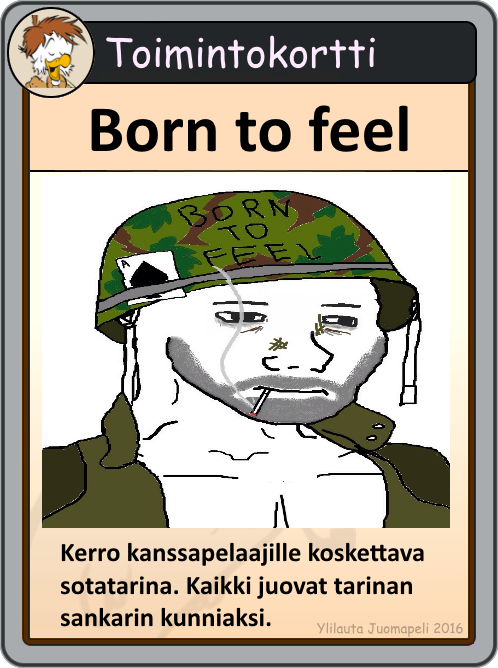 Toimintokortti
Born to feel
BORN
TO
FEEL
A
Kerro kanssapelaajille koskettava
sotatarina. Kaikki juovat tarinan
sankarin kunniaksi.
Ylilauta Juomapeli 2016